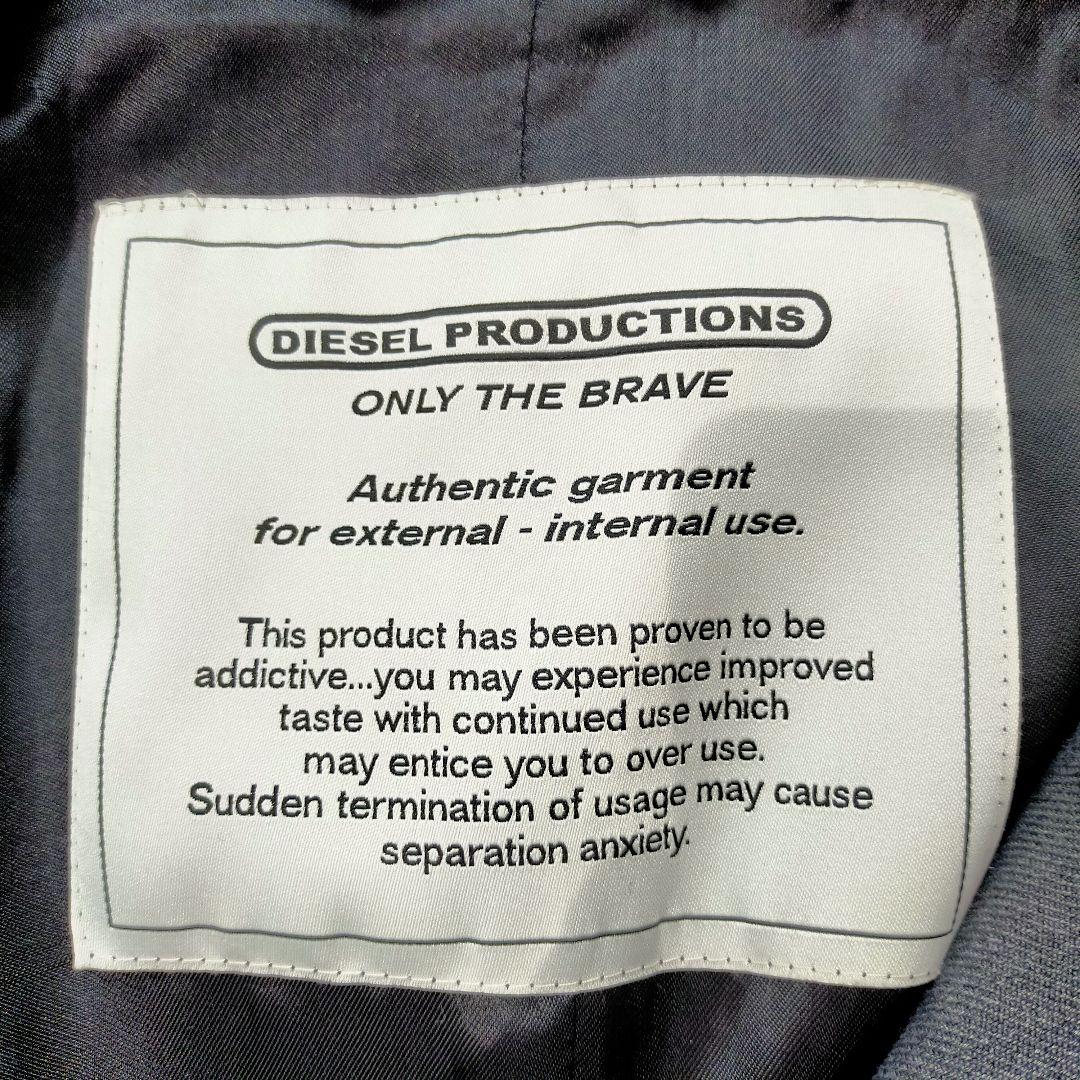 DIESEL PRODUCTIONS
ONLY THE BRAVE
Authentic garment
for external - internal use.
This product has been proven to be
addictive...you may experience improved
taste with continued use which
may entice you to over use.
Sudden termination of usage may cause
separation anxiety.